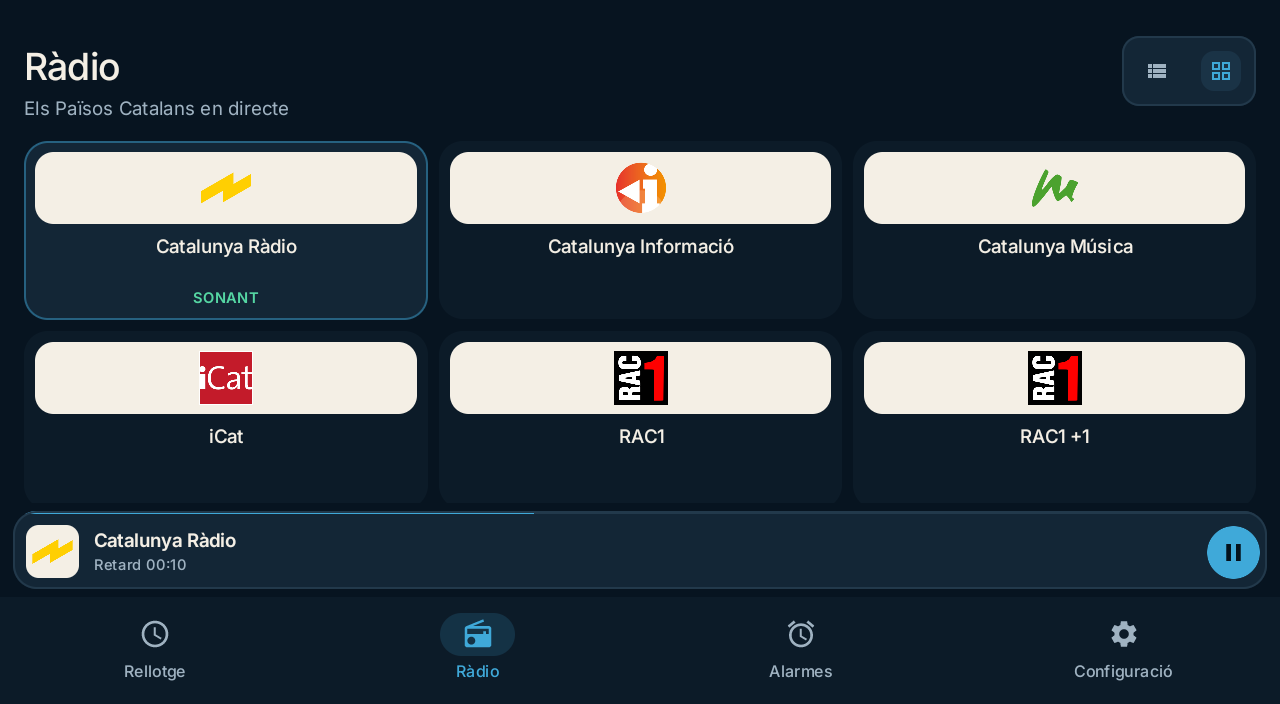 Ràdio
Els Països Catalans en directe
Catalunya Ràdio
SONANT
Catalunya Informació
Catalunya Música
iCat
iCat
RAC1
RAC1
RAC1
RAC1 +1
Catalunya Ràdio
Retard 00:10
Rellotge
Ràdio
Alarmes
Configuració